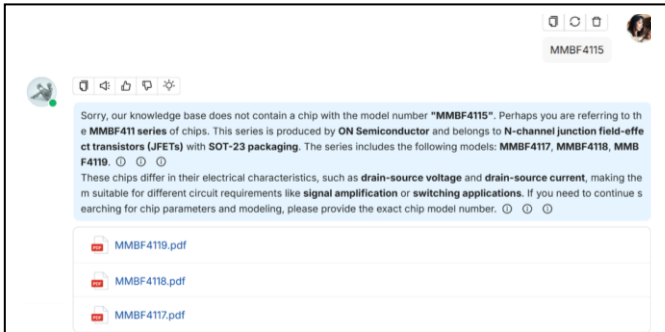 MMBF4115
Sorry, our knowledge base does not contain a chip with the model number "MMBF4115". Perhaps you are referring to th
e MMBF411 series of chips. This series is produced by ON Semiconductor and belongs to N-channel junction field-effe
ct transistors (JFETs) with SOT-23 packaging. The series includes the following models: MMBF4117, MMBF4118, MMB
F4119.
These chips differ in their electrical characteristics, such as drain-source voltage and drain-source current, making the
m suitable for different circuit requirements like signal amplification or switching applications. If you need to continue s
earching for chip parameters and modeling, please provide the exact chip model number.
PDF MMBF4119.pdf
PDF MMBF4118.pdf
PDF MMBF4117.pdf